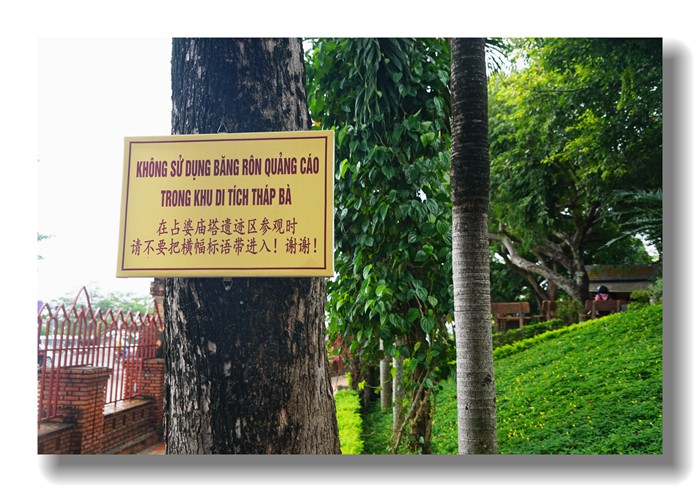 KHÔNG SỬ DỤNG BĂNG RÔN QUẢNG CÁO
TRONG KHU DI TÍCH THÁP BÀ
在占婆庙塔遗迹区参观时
请不要把横幅标语带进入！谢谢！